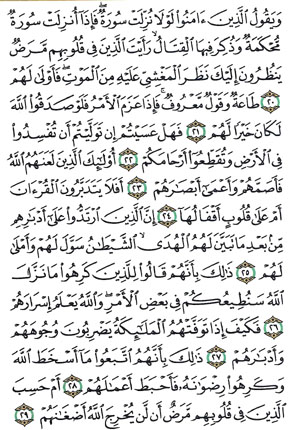 وَيَقُولُ الَّذِينَ ءَامَنُوا لَوْلَا نُزِّلَتْ سُورَةٌ ۖ فَإِذَا أُنزِلَتْ سُورَةٌ
مُّحْكَمَةٌ وَذُكِرَ فِيهَا الْقِتَالُ ۙ رَأَيْتَ الَّذِينَ فِي قُلُوبِهِم مَّرَضٌ
يَنظُرُونَ إِلَيْكَ نَظَرَ الْمَغْشِيِّ عَلَيْهِ مِنَ الْمَوْتِ ۖ فَأَوْلَىٰ لَهُمْ
﴿٢٠﴾ طَاعَةٌ وَقَوْلٌ مَّعْرُوفٌ ۚ فَإِذَا عَزَمَ الْأَمْرُ فَلَوْ صَدَقُوا اللَّهَ
لَكَانَ خَيْرًا لَّهُمْ ﴿٢١﴾ فَهَلْ عَسَيْتُمْ إِن تَوَلَّيْتُمْ أَن تُفْسِدُوا
فِي الْأَرْضِ وَتُقَطِّعُوا أَرْحَامَكُمْ ﴿٢٢﴾ أُولَٰئِكَ الَّذِينَ لَعَنَهُمُ اللَّهُ
فَأَصَمَّهُمْ وَأَعْمَىٰ أَبْصَارَهُمْ ﴿٢٣﴾ أَفَلَا يَتَدَبَّرُونَ الْقُرْءَانَ
أَمْ عَلَىٰ قُلُوبٍ أَقْفَالُهَا ﴿٢٤﴾ إِنَّ الَّذِينَ ارْتَدُّوا عَلَىٰ أَدْبَارِهِم
مِّن بَعْدِ مَا تَبَيَّنَ لَهُمُ الْهُدَى ۙ الشَّيْطَانُ سَوَّلَ لَهُمْ وَأَمْلَىٰ
لَهُمْ ﴿٢٥﴾ ذَٰلِكَ بِأَنَّهُمْ قَالُوا لِلَّذِينَ كَرِهُوا مَا نَزَّلَ
اللَّهُ سَنُطِيعُكُمْ فِي بَعْضِ الْأَمْرِ ۖ وَاللَّهُ يَعْلَمُ إِسْرَارَهُمْ
﴿٢٦﴾ فَكَيْفَ إِذَا تَوَفَّتْهُمُ الْمَلَائِكَةُ يَضْرِبُونَ وُجُوهَهُمْ
وَأَدْبَارَهُمْ ﴿٢٧﴾ ذَٰلِكَ بِأَنَّهُمُ اتَّبَعُوا مَا أَسْخَطَ اللَّهَ
وَكَرِهُوا رِضْوَانَهُ فَأَحْبَطَ أَعْمَالَهُمْ ﴿٢٨﴾ أَمْ حَسِبَ
الَّذِينَ فِي قُلُوبِهِم مَّرَضٌ أَن لَّن يُخْرِجَ اللَّهُ أَضْغَانَهُمْ ﴿٢٩﴾